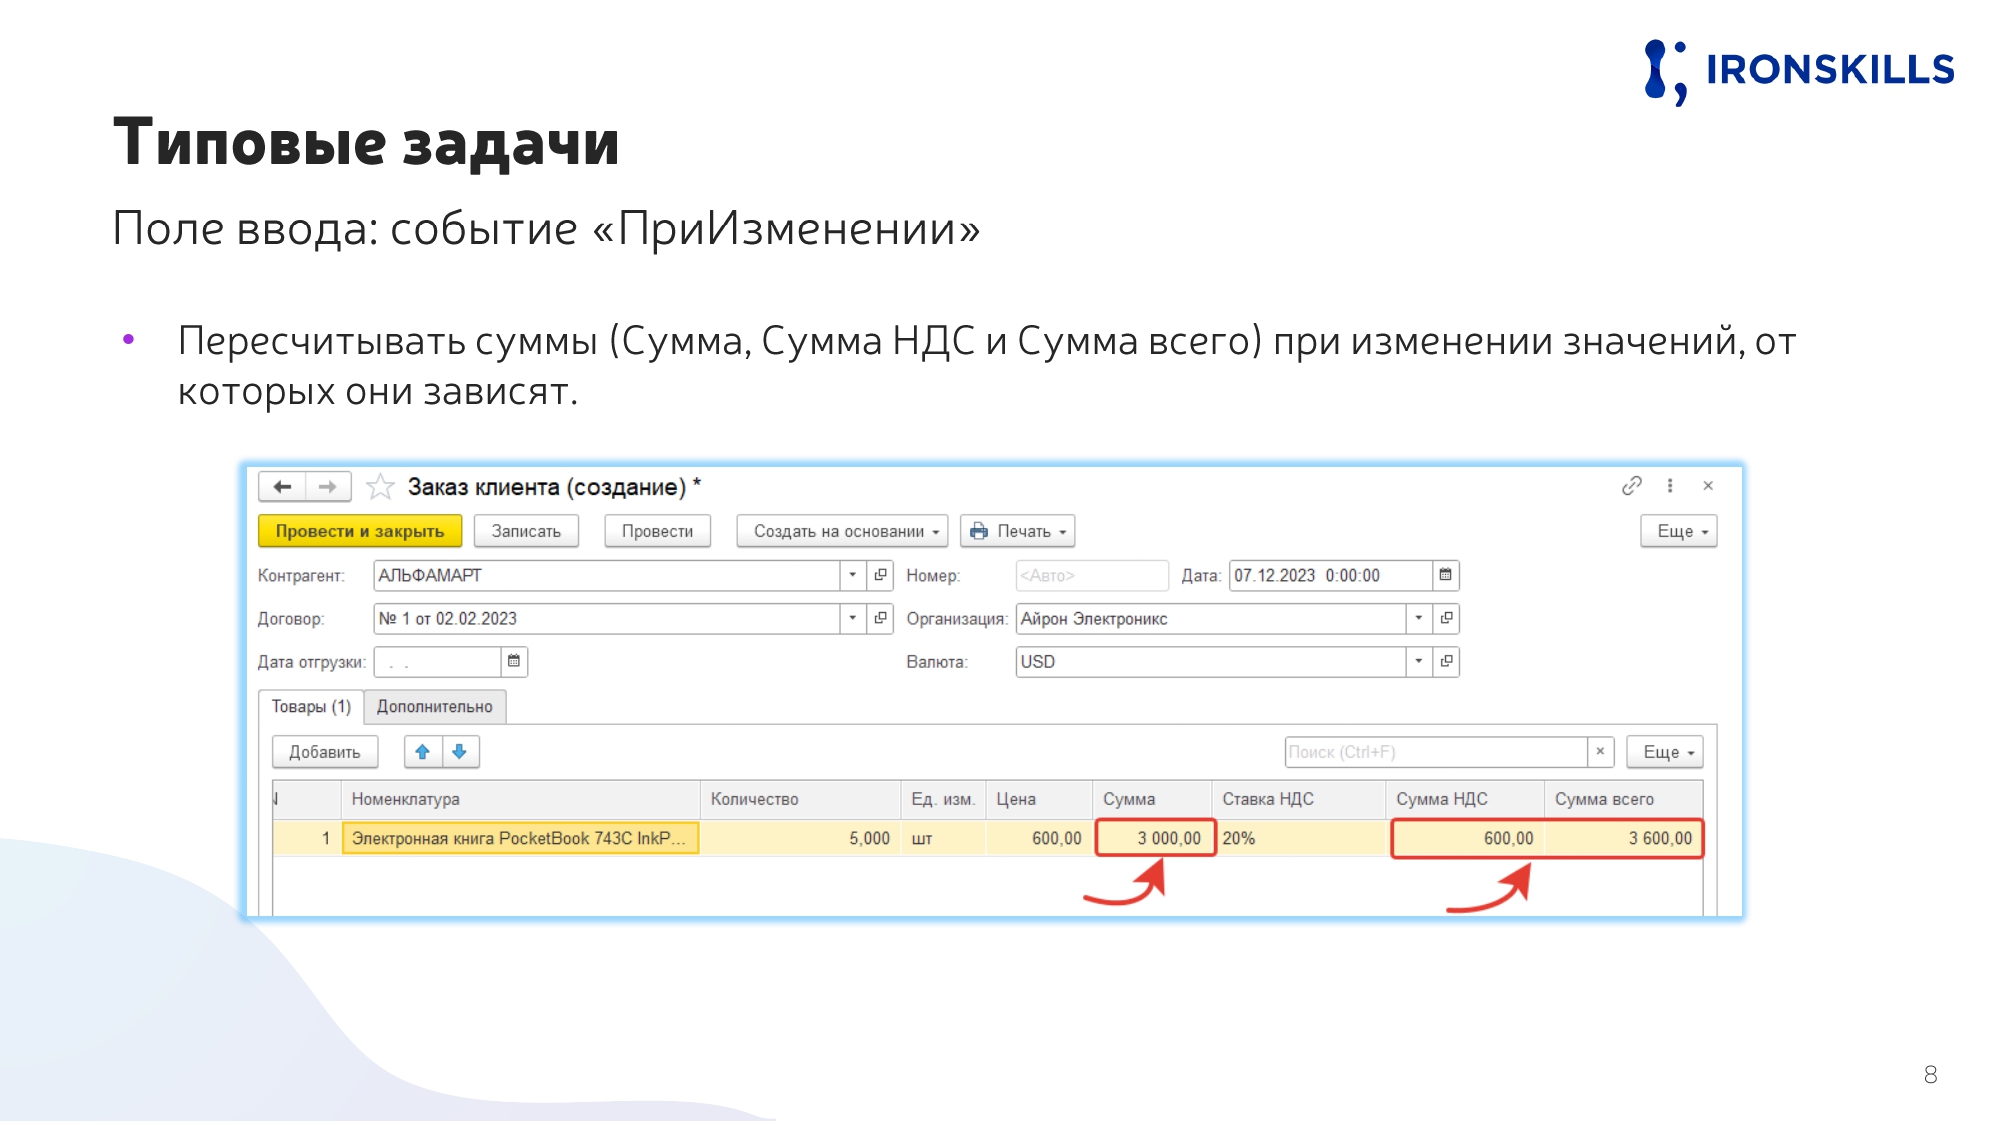 IRONSKILLS
Типовые задачи
Поле ввода: событие «ПриИзменении»
• Пересчитывать суммы (Сумма, Сумма НДС и Сумма всего) при изменении значений, от
которых они зависят.
Заказ клиента (создание) *
Провести и закрыть Записать Провести Создать на основании Печать Еще
Контрагент: АЛЬФАМАРТ Номер: <Авто> Дата: 07.12.2023 0:00:00
Договор: № 1 от 02.02.2023 Организация: Айрон Электроникс
Дата отгрузки: . . Валюта: USD
Товары (1) Дополнительно
Добавить Поиск (Ctrl+F) × Еще
Номенклатура Количество Ед. изм. Цена Сумма Ставка НДС Сумма НДС Сумма всего
1 Электронная книга PocketBook 743C InkP... 5,000 шт 600,00 3 000,00 20% 600,00 3 600,00
8